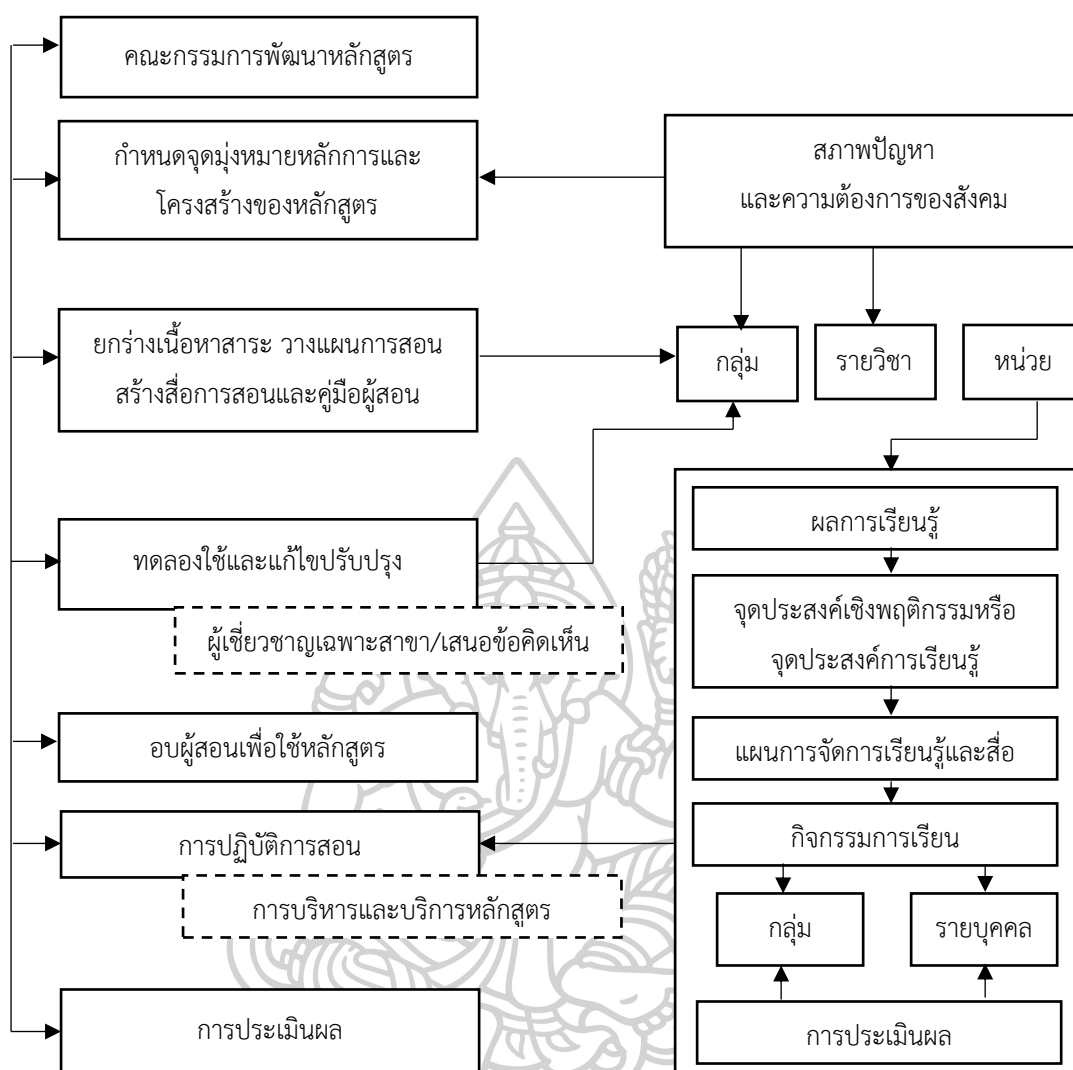 คณะกรรมการพัฒนาหลักสูตร
กำหนดจุดมุ่งหมายหลักการและ
โครงสร้างของหลักสูตร
สภาพปัญหา
และความต้องการของสังคม
ยกร่างเนื้อหาสาระ วางแผนการสอน
สร้างสื่อการสอนและคู่มือผู้สอน
กลุ่ม
รายวิชา
หน่วย
ทดลองใช้และแก้ไขปรับปรุง
ผู้เชี่ยวชาญเฉพาะสาขา/เสนอข้อคิดเห็น
อบผู้สอนเพื่อใช้หลักสูตร
การปฏิบัติการสอน
การบริหารและบริการหลักสูตร
การประเมินผล
ผลการเรียนรู้
จุดประสงค์เชิงพฤติกรรมหรือ
จุดประสงค์การเรียนรู้
แผนการจัดการเรียนรู้และสื่อ
กิจกรรมการเรียน
กลุ่ม
รายบุคคล
การประเมินผล